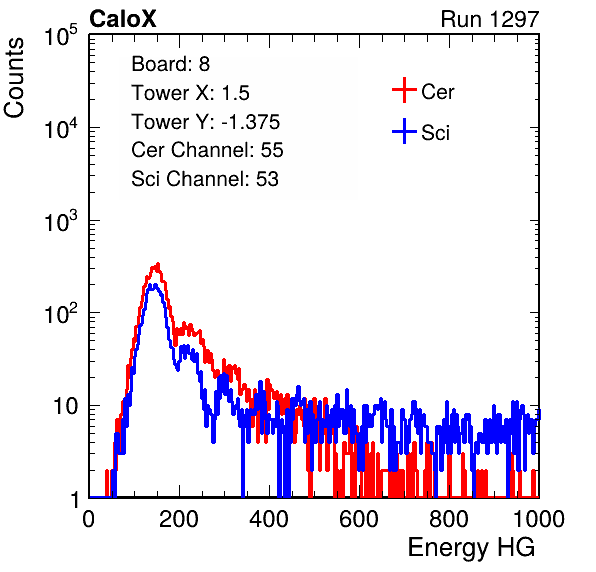 CaloX Run 1297
Counts
10^5
10^4
10^3
10^2
10
1
Board: 8
Tower X: 1.5
Tower Y: -1.375
Cer Channel: 55
Sci Channel: 53
Cer
Sci
0 200 400 600 800 1000
Energy HG